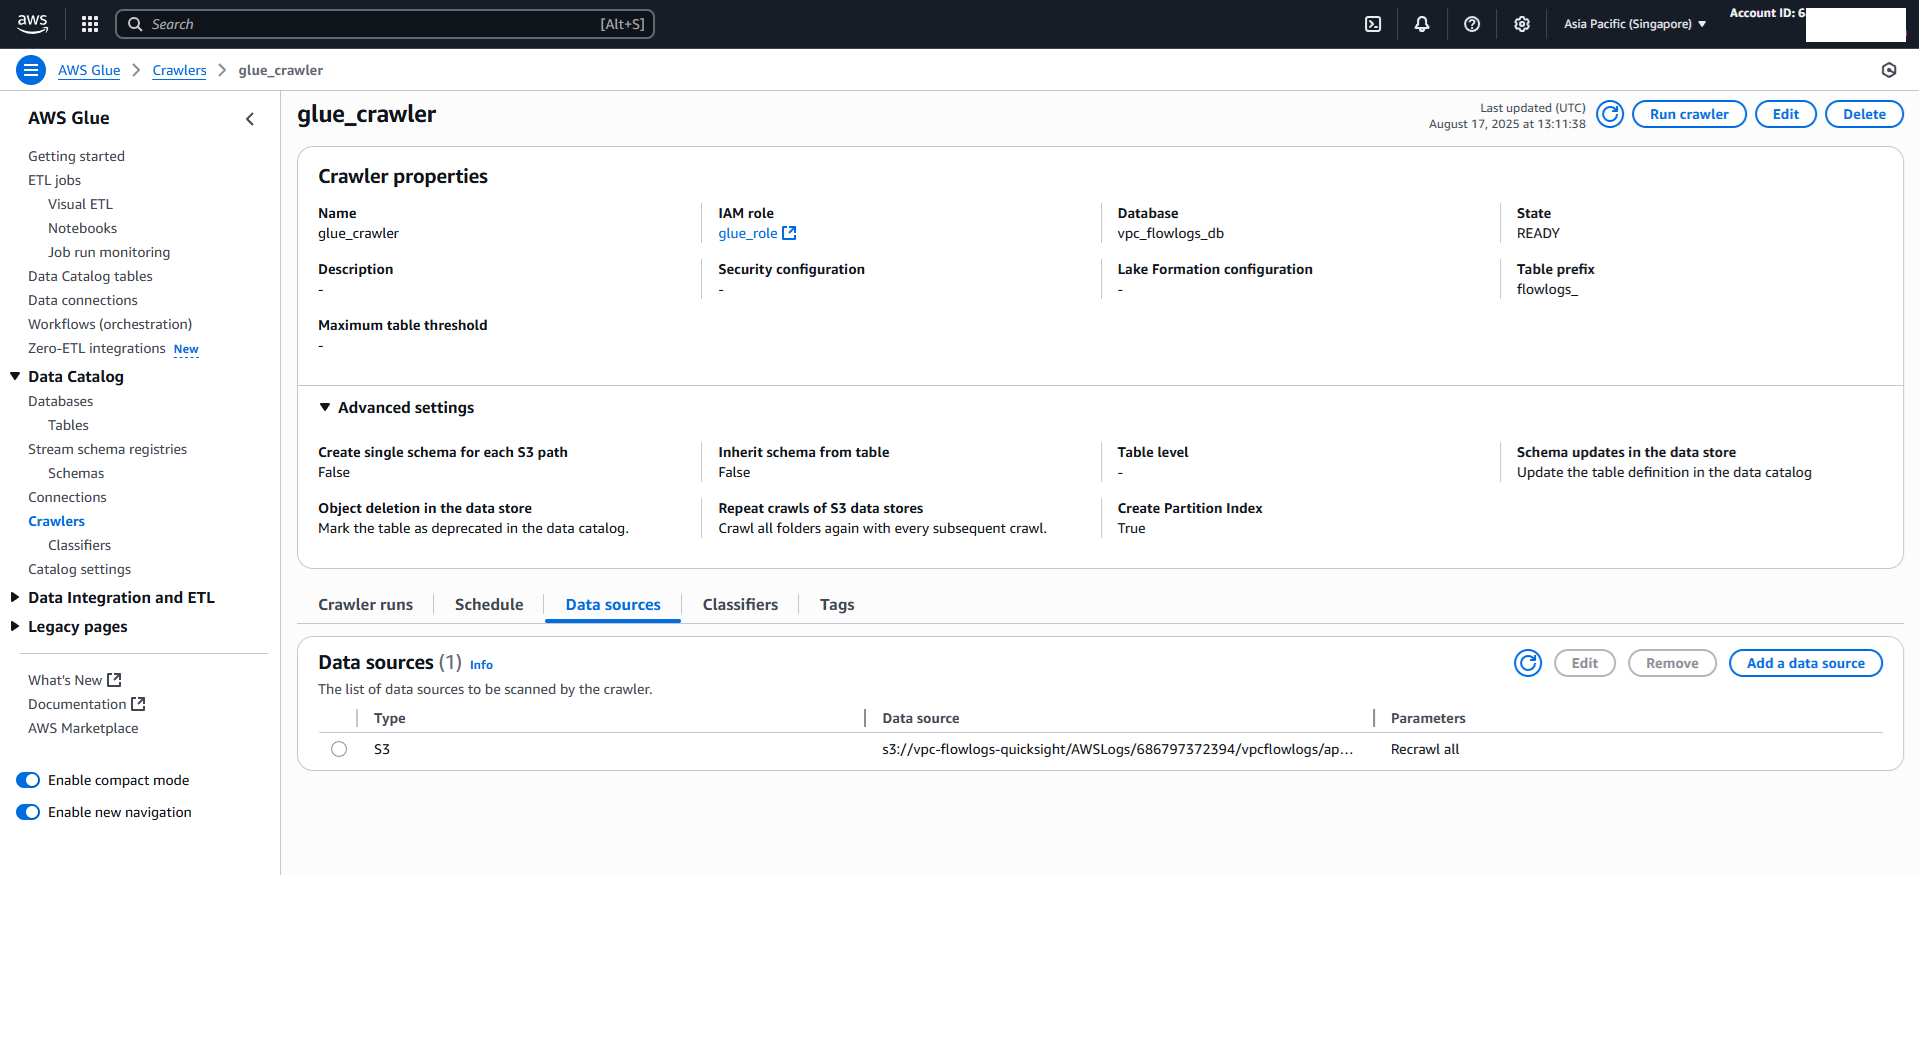 aws
Search [Alt+S]
Asia Pacific (Singapore)
Account ID: 6
AWS Glue
Crawlers
glue_crawler
AWS Glue
Getting started
ETL jobs
Visual ETL
Notebooks
Job run monitoring
Data Catalog tables
Data connections
Workflows (orchestration)
Zero-ETL integrations New
Data Catalog
Databases
Tables
Stream schema registries
Schemas
Connections
Crawlers
Classifiers
Catalog settings
Data Integration and ETL
Legacy pages
What's New
Documentation
AWS Marketplace
Enable compact mode
Enable new navigation
glue_crawler
Last updated (UTC)
August 17, 2025 at 13:11:38
Run crawler
Edit
Delete
Crawler properties
Name
glue_crawler
IAM role
glue_role
Database
vpc_flowlogs_db
State
READY
Description
-
Security configuration
-
Lake Formation configuration
-
Table prefix
flowlogs_
Maximum table threshold
-
Advanced settings
Create single schema for each S3 path
False
Inherit schema from table
False
Table level
-
Schema updates in the data store
Update the table definition in the data catalog
Object deletion in the data store
Mark the table as deprecated in the data catalog.
Repeat crawls of S3 data stores
Crawl all folders again with every subsequent crawl.
Create Partition Index
True
Crawler runs
Schedule
Data sources
Classifiers
Tags
Data sources (1) Info
The list of data sources to be scanned by the crawler.
Edit
Remove
Add a data source
Type Data source Parameters
S3 s3://vpc-flowlogs-quicksight/AWSLogs/686797372394/vpcflowlogs/ap... Recrawl all